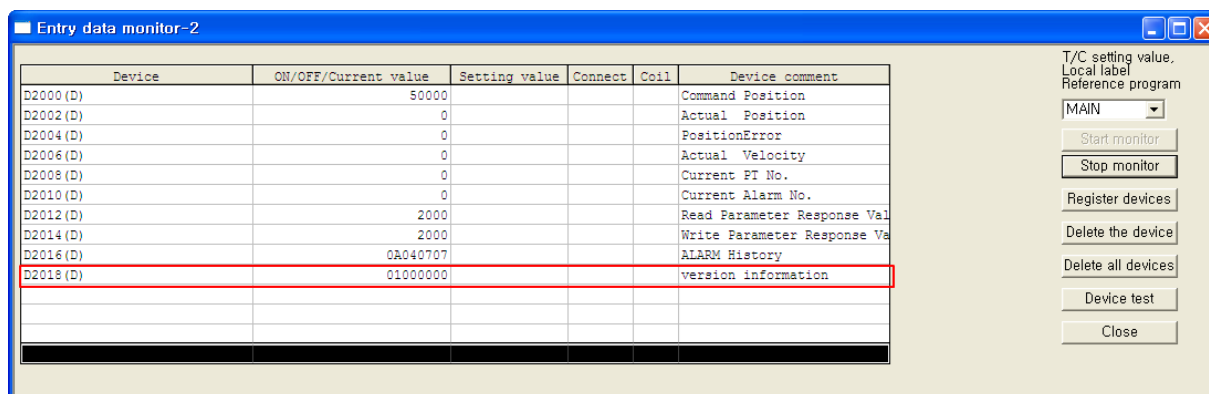 Entry data monitor-2
T/C setting value,
Local label
Reference program
MAIN
Start monitor
Stop monitor
Register devices
Delete the device
Delete all devices
Device test
Close
Device ON/OFF/Current value Setting value Connect Coil Device comment
D2000(D) 50000 Command Position
D2002(D) 0 Actual Position
D2004(D) 0 PositionError
D2006(D) 0 Actual Velocity
D2008(D) 0 Current PT No.
D2010(D) 0 Current Alarm No.
D2012(D) 2000 Read Parameter Response Val
D2014(D) 2000 Write Parameter Response Va
D2016(D) 0A040707 ALARM History
D2018(D) 01000000 version information